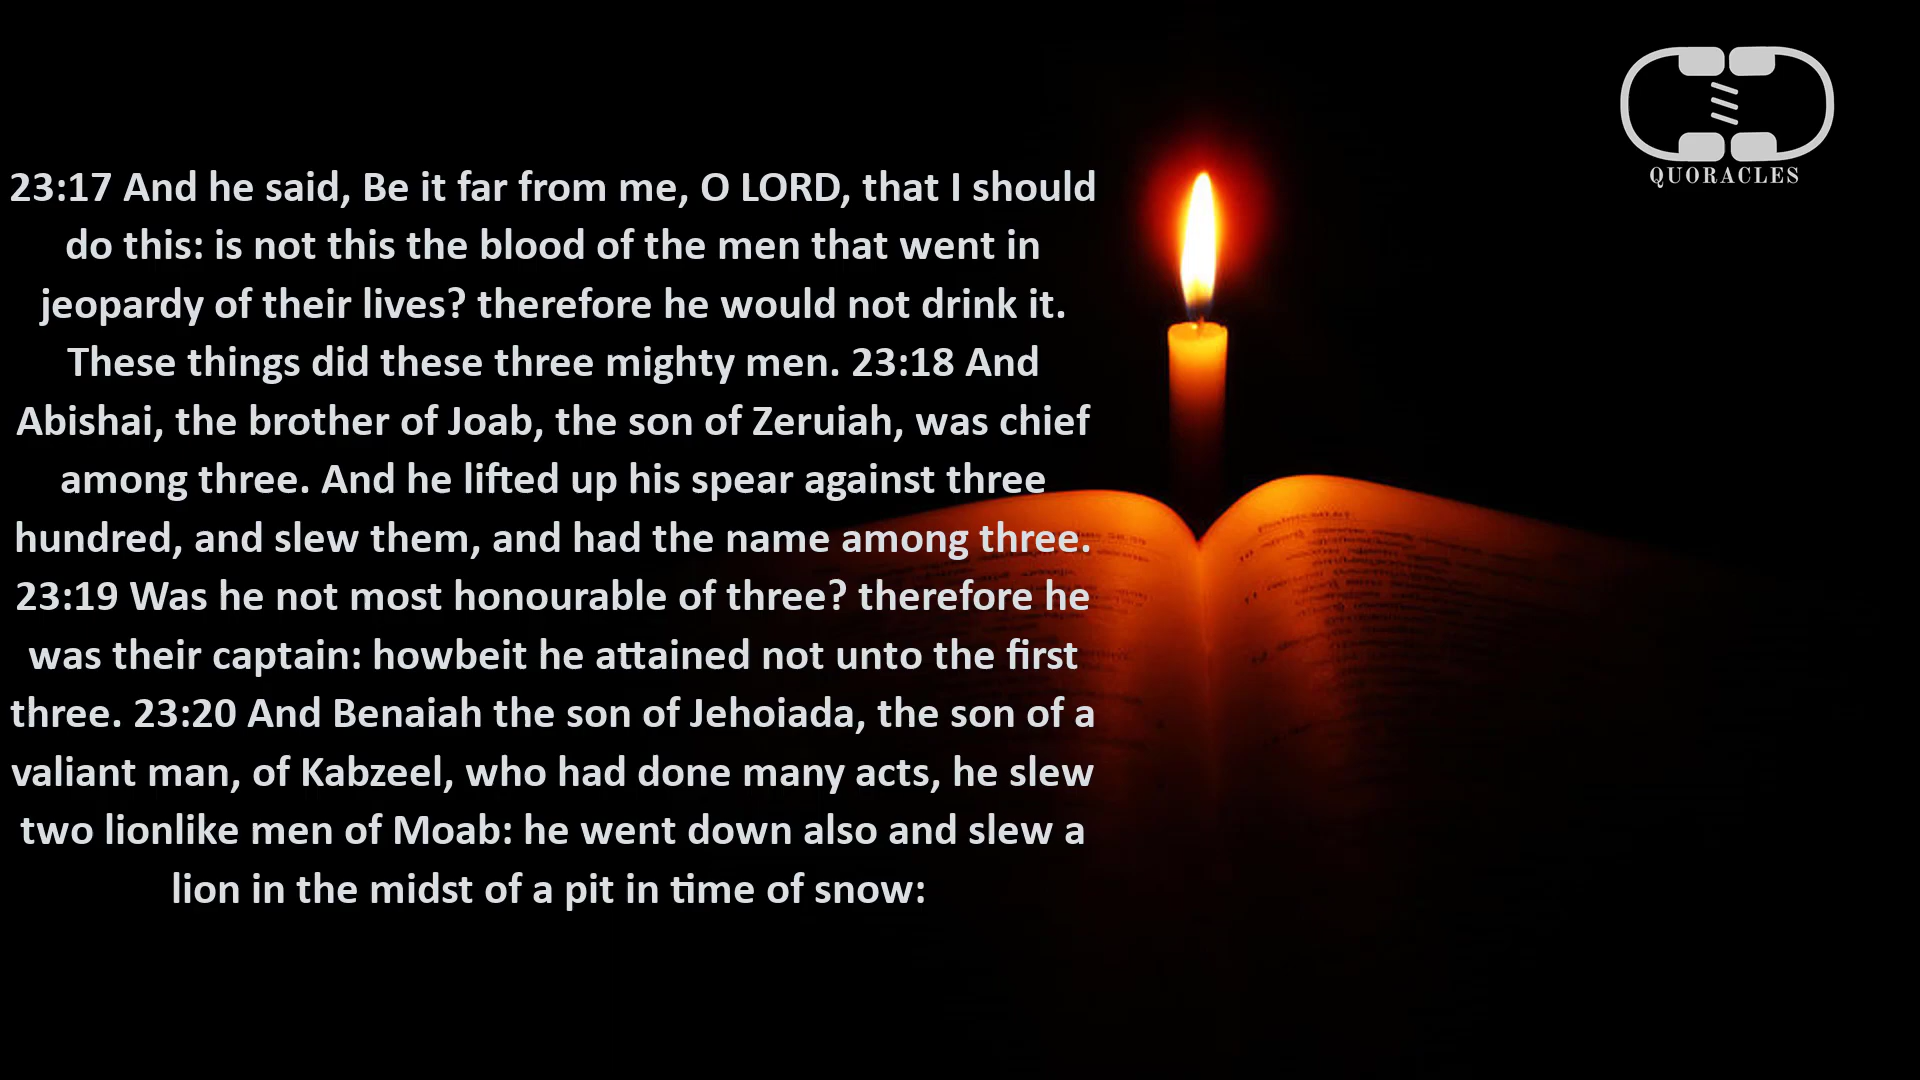 QUORACLES
23:17 And he said, Be it far from me, O LORD, that I should
do this: is not this the blood of the men that went in
jeopardy of their lives? therefore he would not drink it.
These things did these three mighty men. 23:18 And
Abishai, the brother of Joab, the son of Zeruiah, was chief
among three. And he lifted up his spear against three
hundred, and slew them, and had the name among three.
23:19 Was he not most honourable of three? therefore he
was their captain: howbeit he attained not unto the first
three. 23:20 And Benaiah the son of Jehoiada, the son of a
valiant man, of Kabzeel, who had done many acts, he slew
two lionlike men of Moab: he went down also and slew a
lion in the midst of a pit in time of snow: